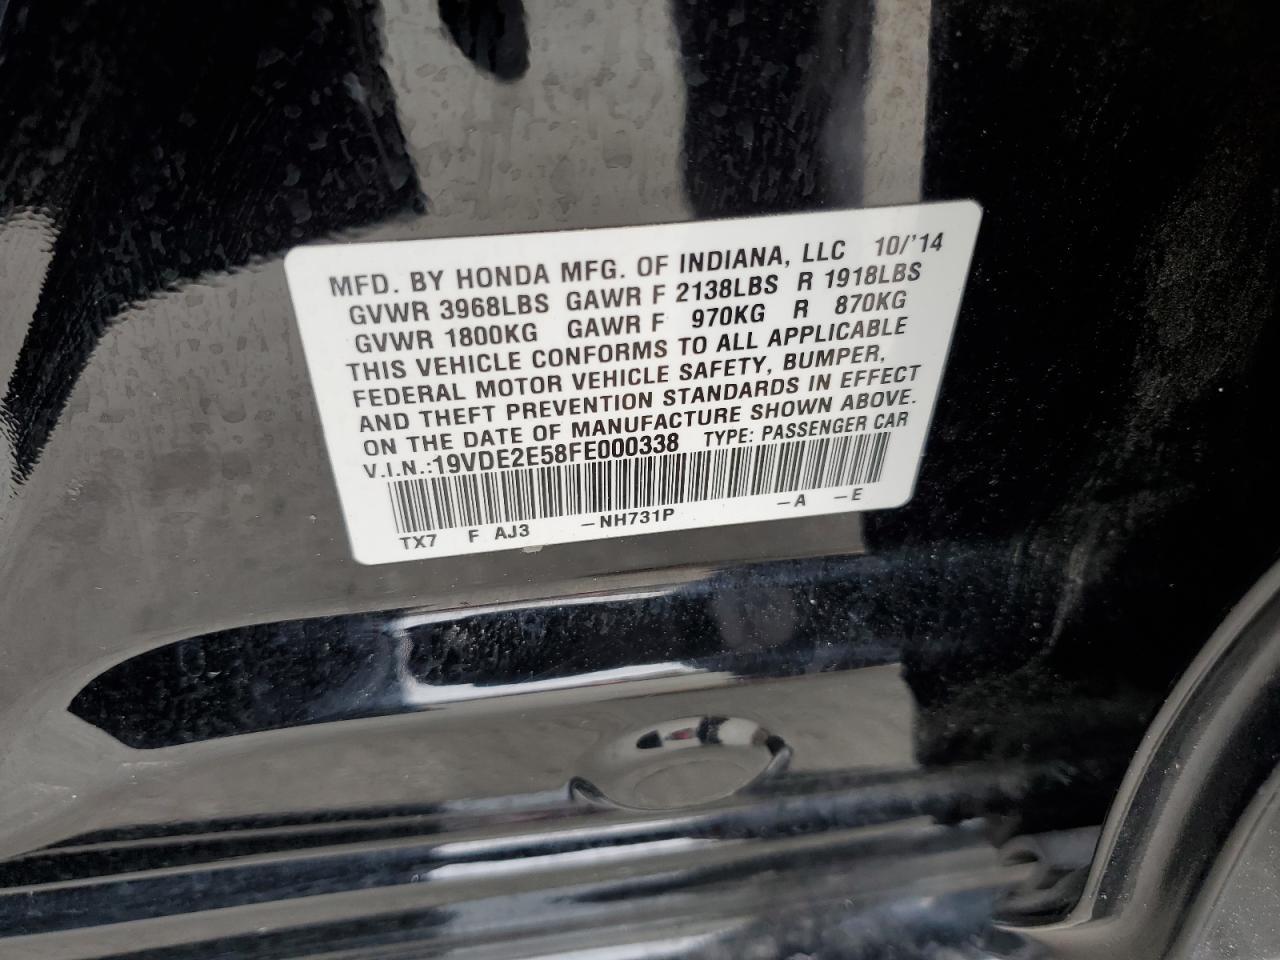 MFD. BY HONDA MFG. OF INDIANA, LLC 10/'14
GVWR 3968LBS GAWR F 2138LBS R 1918LBS
GVWR 1800KG GAWR F 970KG R 870KG
THIS VEHICLE CONFORMS TO ALL APPLICABLE
FEDERAL MOTOR VEHICLE SAFETY, BUMPER,
AND THEFT PREVENTION STANDARDS IN EFFECT
ON THE DATE OF MANUFACTURE SHOWN ABOVE.
V.I.N.:19VDE2E58FE000338 TYPE: PASSENGER CAR
TX7 F AJ3 -NH731P -A -E